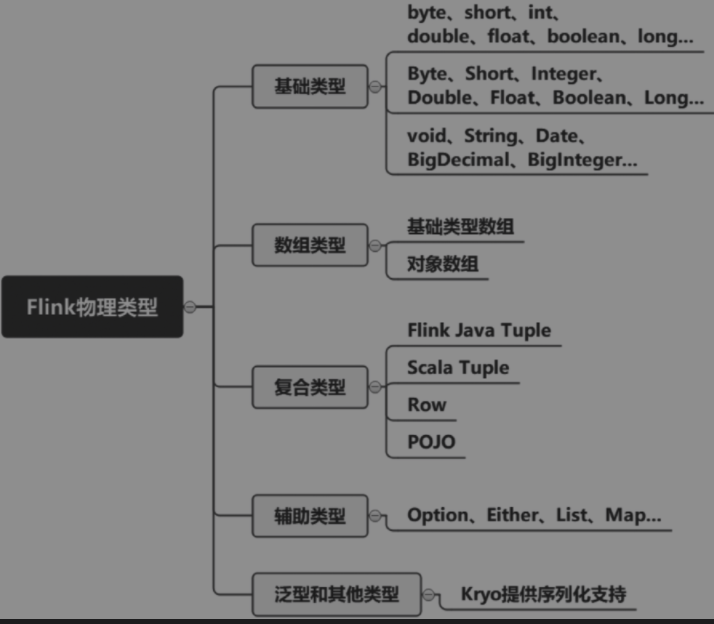 Flink物理类型
基础类型
byte、short、int、
double、float、boolean、long...
Byte、Short、Integer、
Double、Float、Boolean、Long...
void、String、Date、
BigDecimal、BigInteger...
数组类型
基础类型数组
对象数组
复合类型
Flink Java Tuple
Scala Tuple
Row
POJO
辅助类型
Option、Either、List、Map...
泛型和其他类型
Kryo提供序列化支持